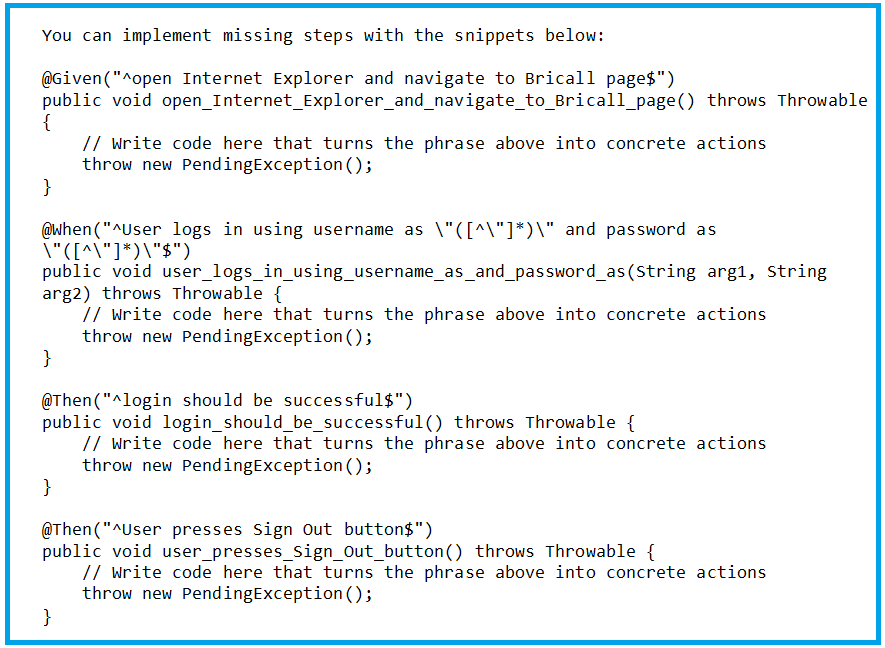 You can implement missing steps with the snippets below:

@Given("^open Internet Explorer and navigate to Bricall page$")
public void open_Internet_Explorer_and_navigate_to_Bricall_page() throws Throwable
{
    // Write code here that turns the phrase above into concrete actions
    throw new PendingException();
}

@When("^User logs in using username as \"([^\"]*)\" and password as
\"([^\"]*)\"$")
public void user_logs_in_using_username_as_and_password_as(String arg1, String
arg2) throws Throwable {
    // Write code here that turns the phrase above into concrete actions
    throw new PendingException();
}

@Then("^login should be successful$")
public void login_should_be_successful() throws Throwable {
    // Write code here that turns the phrase above into concrete actions
    throw new PendingException();
}

@Then("^User presses Sign Out button$")
public void user_presses_Sign_Out_button() throws Throwable {
    // Write code here that turns the phrase above into concrete actions
    throw new PendingException();
}